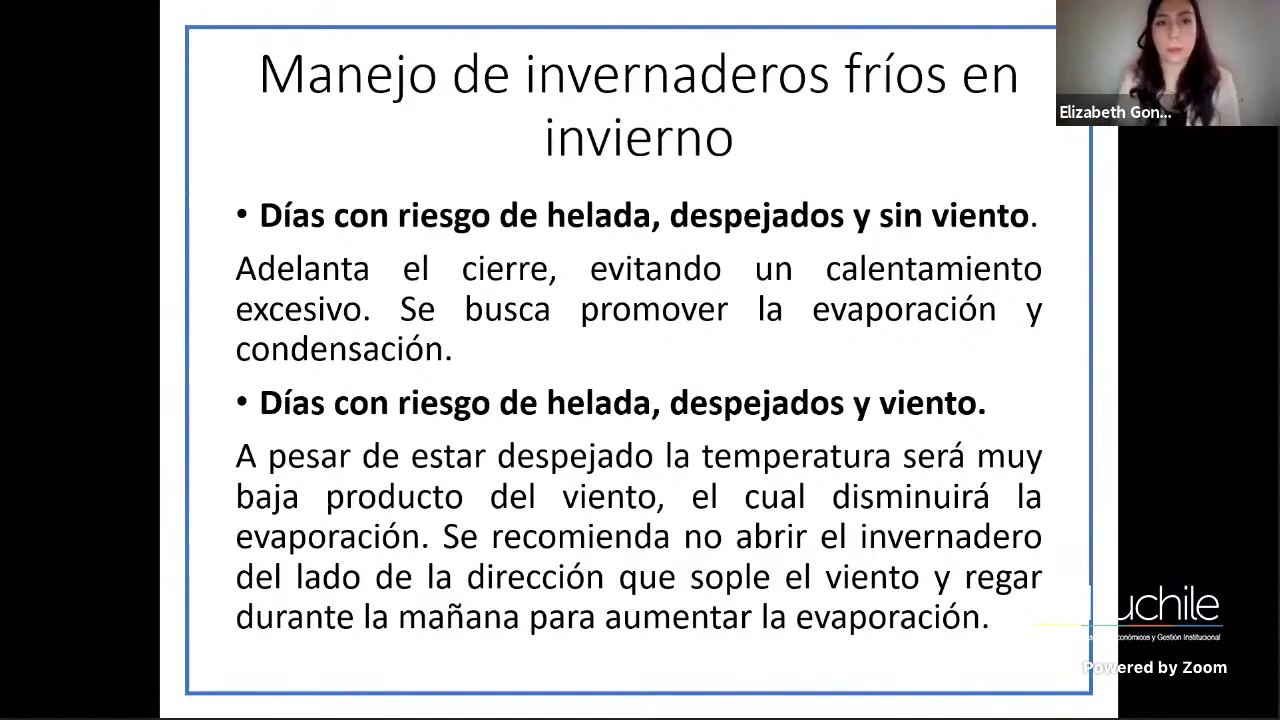 Manejo de invernaderos fríos en
invierno
Elizabeth Gon...
• Días con riesgo de helada, despejados y sin viento.
Adelanta el cierre, evitando un calentamiento
excesivo. Se busca promover la evaporación y
condensación.
• Días con riesgo de helada, despejados y viento.
A pesar de estar despejado la temperatura será muy
baja producto del viento, el cual disminuirá la
evaporación. Se recomienda no abrir el invernadero
del lado de la dirección que sople el viento y regar
durante la mañana para aumentar la evaporación.
uchile
conómicos y Gestión Institucional
Powered by Zoom